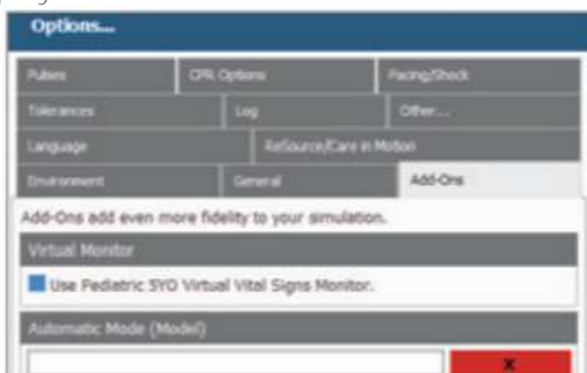 Options...
Pulses CPR Options Pacing/Shock
Tolerances Log Other...
Language ReSource/Care in Motion
Environment General Add-Ons
Add-Ons add even more fidelity to your simulation.
Virtual Monitor
Use Pediatric 5YO Virtual Vital Signs Monitor.
Automatic Mode (Model)
X